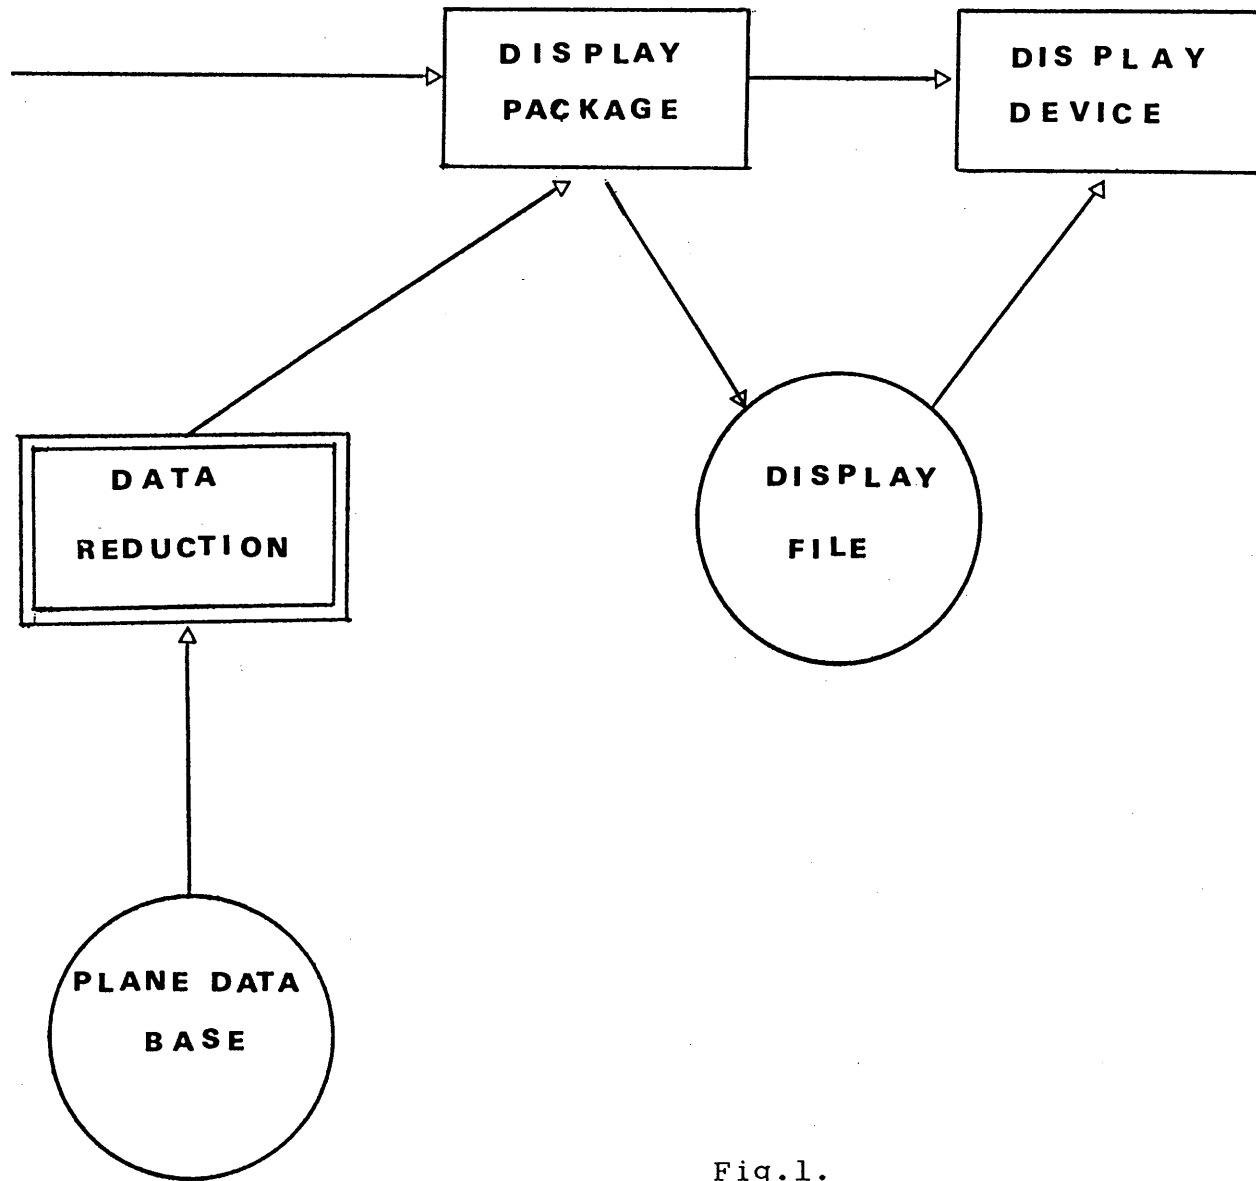 DISPLAY
PACKAGE
DISPLAY
DEVICE
DATA
REDUCTION
DISPLAY
FILE
PLANE DATA
BASE
Fig.1.